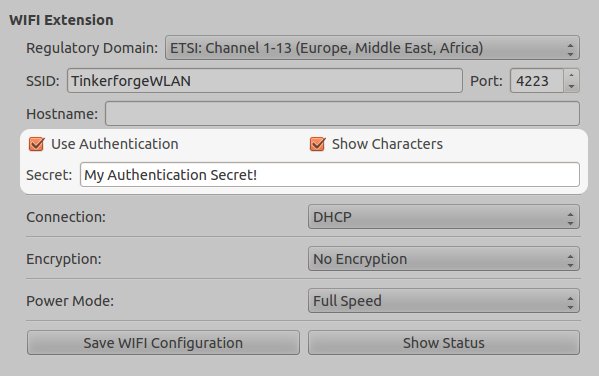 WIFI Extension
Regulatory Domain: ETSI: Channel 1-13 (Europe, Middle East, Africa)
SSID: TinkerforgeWLAN Port: 4223
Hostname:
Use Authentication Show Characters
Secret: My Authentication Secret!
Connection: DHCP
Encryption: No Encryption
Power Mode: Full Speed
Save WIFI Configuration Show Status